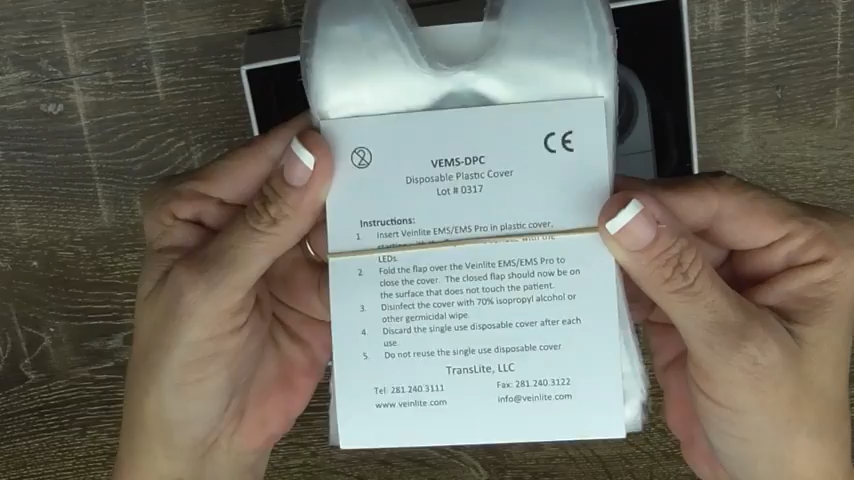 2
CE
VEMS-DPC
Disposable Plastic Cover
Lot # 0317
Instructions:
1. Insert Veinlite EMS/EMS Pro in plastic cover,
with the
LEDs.
2. Fold the flap over the Veinlite EMS/EMS Pro to
close the cover. The closed flap should now be on
the surface that does not touch the patient.
3. Disinfect the cover with 70% isopropyl alcohol or
other germicidal wipe.
4. Discard the single use disposable cover after each
use.
5. Do not reuse the single use disposable cover
TransLite, LLC
Tel: 281.240.3111 Fax: 281.240.3122
www.veinlite.com info@veinlite.com